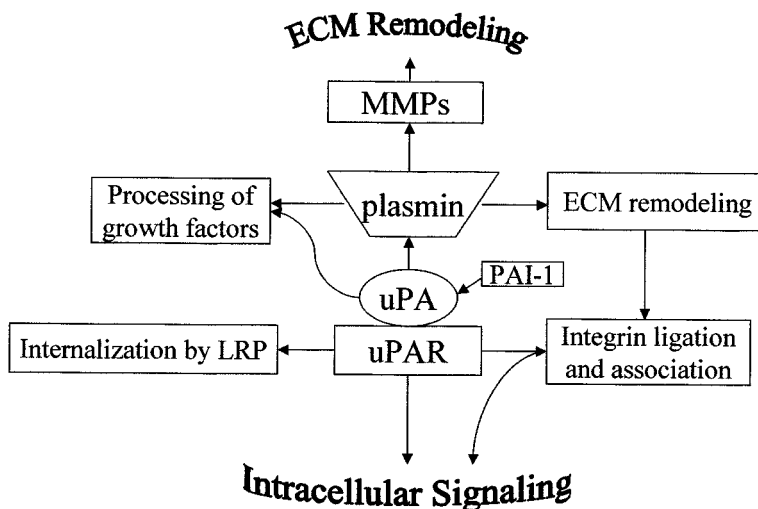 ECM Remodeling
MMPs
Processing of
growth factors
plasmin
ECM remodeling
uPA
PAI-1
Internalization by LRP
uPAR
Integrin ligation
and association
Intracellular Signaling